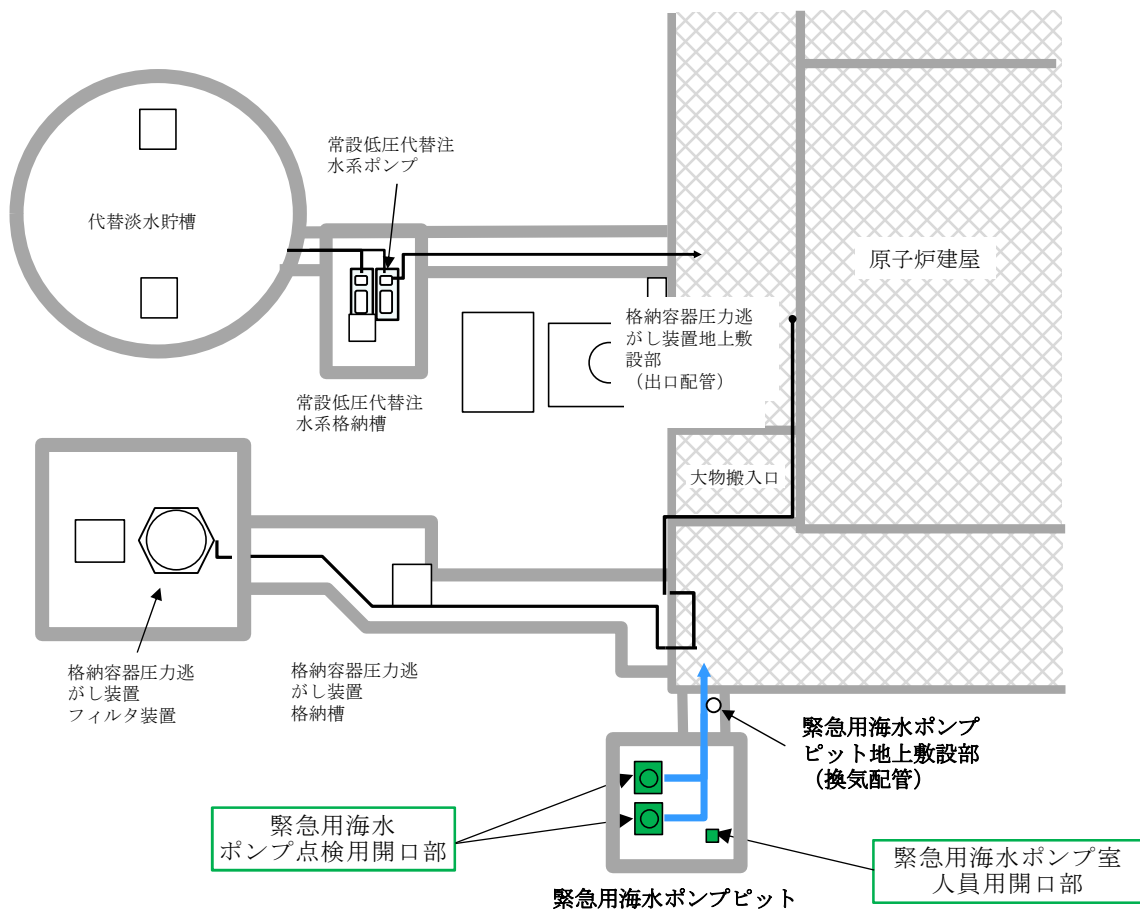 常設低圧代替注
水系ポンプ
代替淡水貯槽
原子炉建屋
格納容器圧力逃
がし装置地上敷
設部
（出口配管）
常設低圧代替注
水系格納槽
大物搬入口
格納容器圧力逃
がし装置
フィルタ装置
格納容器圧力逃
がし装置
格納槽
緊急用海水ポンプ
ピット地上敷設部
（換気配管）
緊急用海水
ポンプ点検用開口部
緊急用海水ポンプ室
人員用開口部
緊急用海水ポンプピット